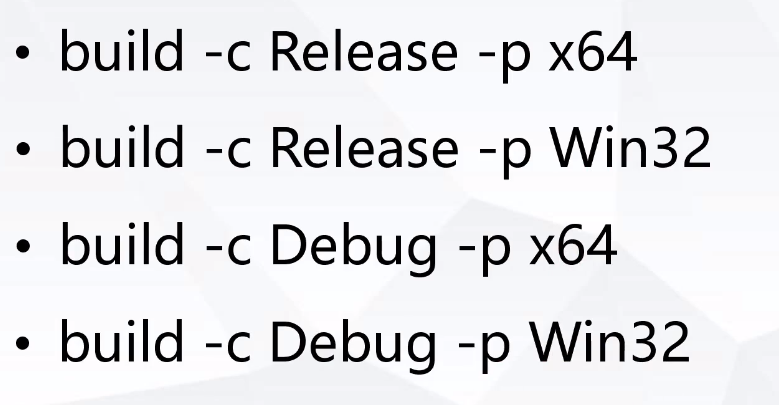 • build -c Release -p x64
• build -c Release -p Win32
• build -c Debug -p x64
• build -c Debug -p Win32